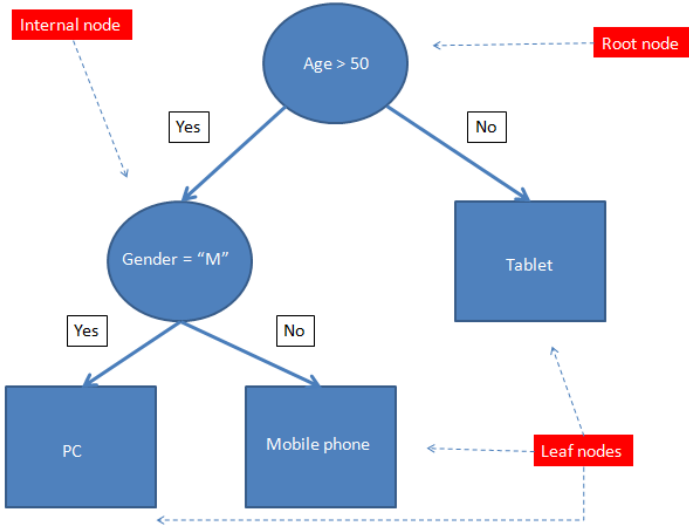 Internal node
Age > 50
Root node
Yes
No
Gender = “M”
Tablet
Yes
No
PC
Mobile phone
Leaf nodes